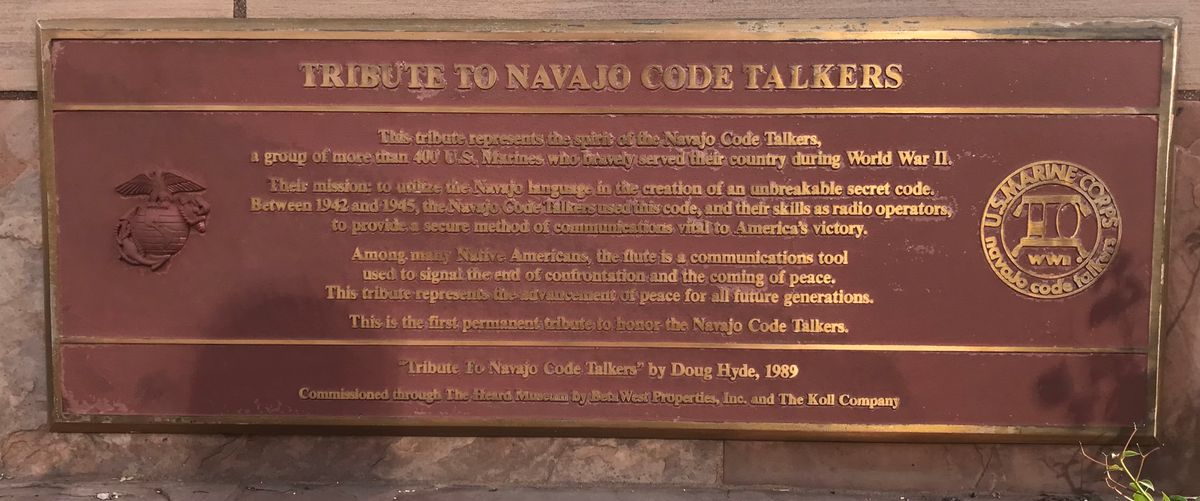 TRIBUTE TO NAVAJO CODE TALKERS
This tribute represents the spirit of the Navajo Code Talkers,
a group of more than 400 U.S. Marines who bravely served their country during World War II.
Their mission: to utilize the Navajo language in the creation of an unbreakable secret code.
Between 1942 and 1945, the Navajo Code Talkers used this code, and their skills as radio operators,
to provide a secure method of communications vital to America's victory.
Among many Native Americans, the flute is a communications tool
used to signal the end of confrontation and the coming of peace.
This tribute represents the advancement of peace for all future generations.
This is the first permanent tribute to honor the Navajo Code Talkers.
U.S. MARINE CORPS
WWII
navajo code talkers
"Tribute To Navajo Code Talkers" by Doug Hyde, 1989
Commissioned through The Heard Museum by BetaWest Properties, Inc. and The Koll Company